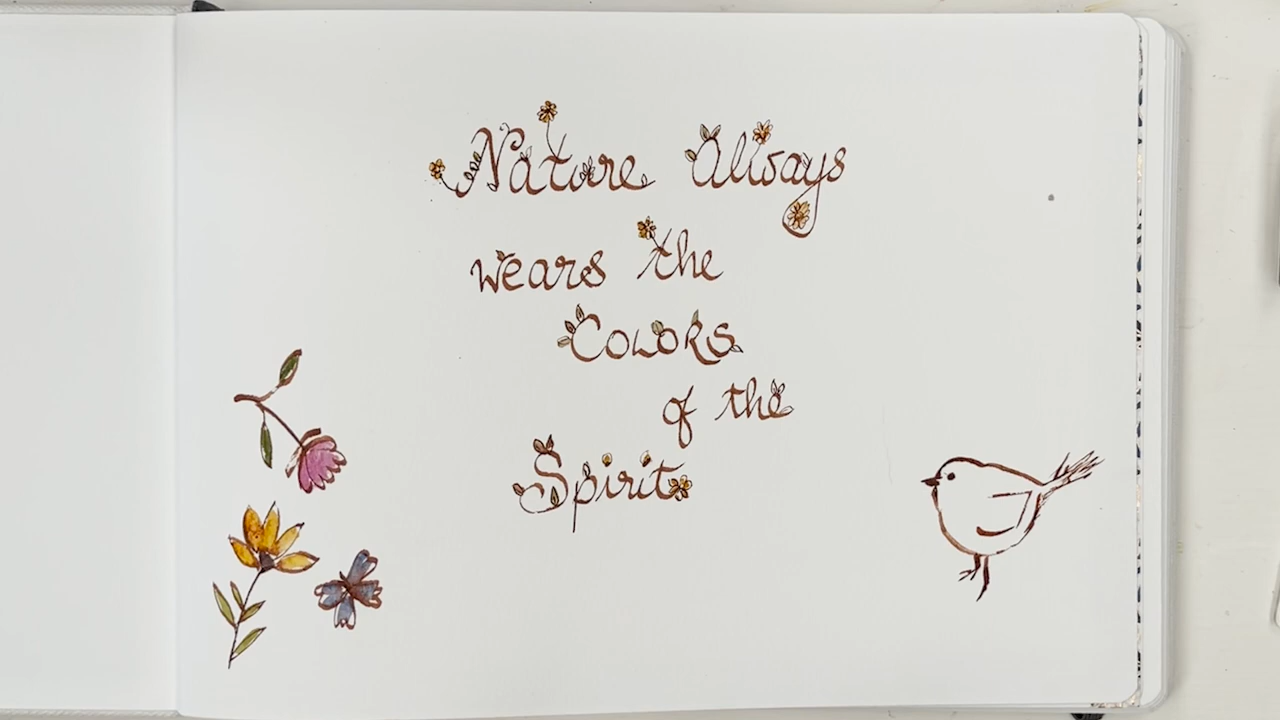 Nature Always
wears the
Colors
of the
Spirit